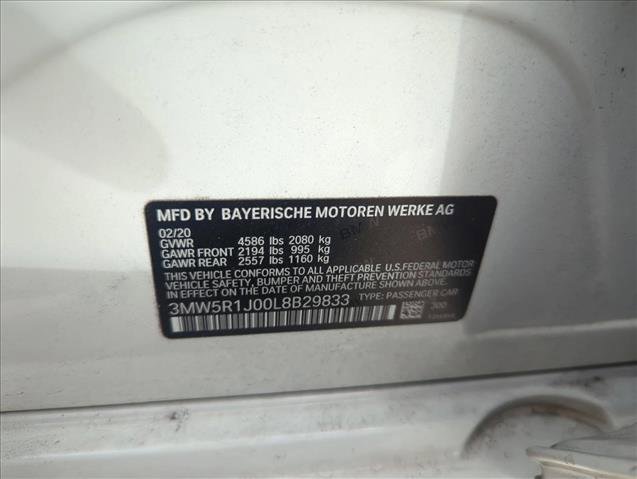 MFD BY BAYERISCHE MOTOREN WERKE AG
02/20
GVWR 4586 lbs 2080 kg
GAWR FRONT 2194 lbs 995 kg
GAWR REAR 2557 lbs 1160 kg
THIS VEHICLE CONFORMS TO ALL APPLICABLE U.S.FEDERAL MOTOR
VEHICLE SAFETY, BUMPER, AND THEFT PREVENTION STANDARDS
IN EFFECT ON THE DATE OF MANUFACTURE SHOWN ABOVE.
3MW5R1J00L8B29833 TYPE: PASSENGER CAR
300